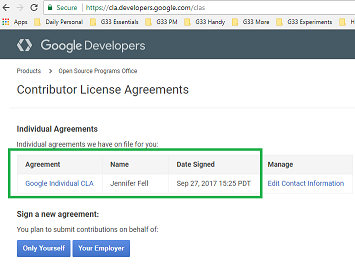 Secure https://cla.developers.google.com/clas
Apps Daily Personal G33 Essentials G33 PM G33 Handy G33 More G33 Experiments H
Google Developers
Products > Open Source Programs Office
Contributor License Agreements
Individual Agreements
Individual agreements we have on file for you:
Agreement Name Date Signed Manage
Google Individual CLA Jennifer Fell Sep 27, 2017 15:25 PDT Edit Contact Information
Sign a new agreement:
You plan to submit contributions on behalf of:
Only Yourself Your Employer